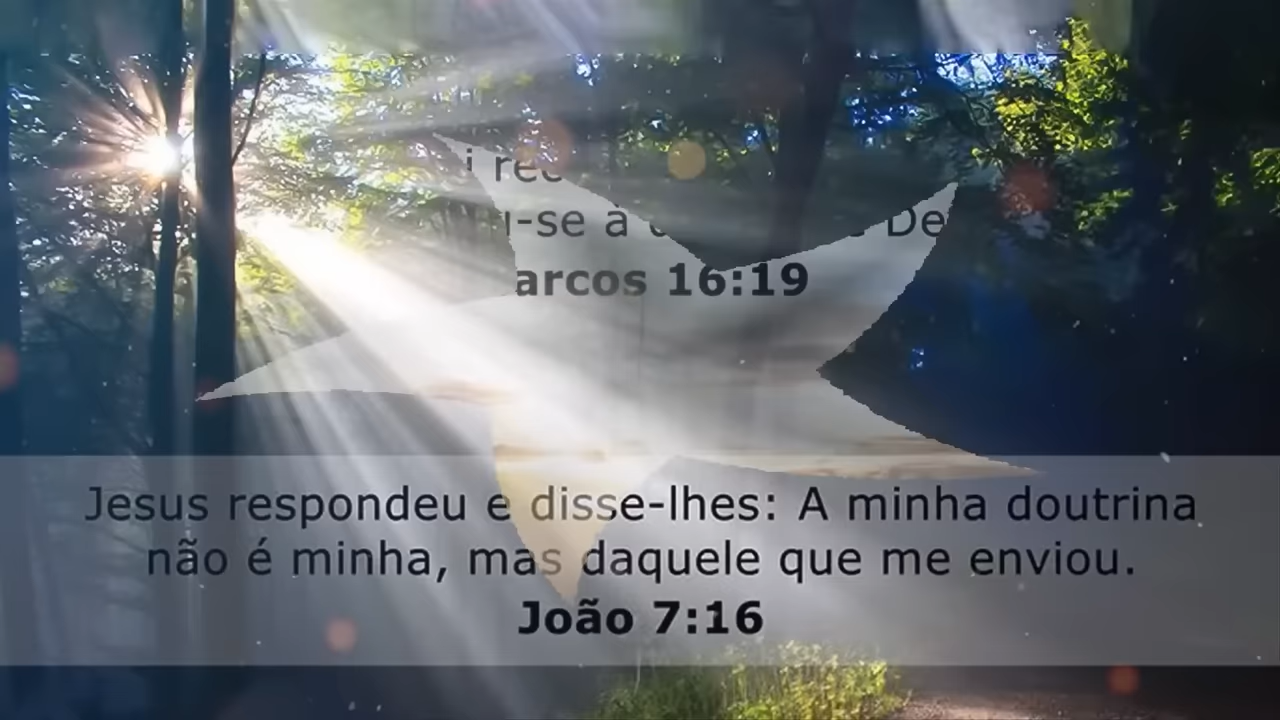 -se à
arcos 16:19
Jesus respondeu e disse-lhes: A minha doutrina
não é minha, mas daquele que me enviou.
João 7:16